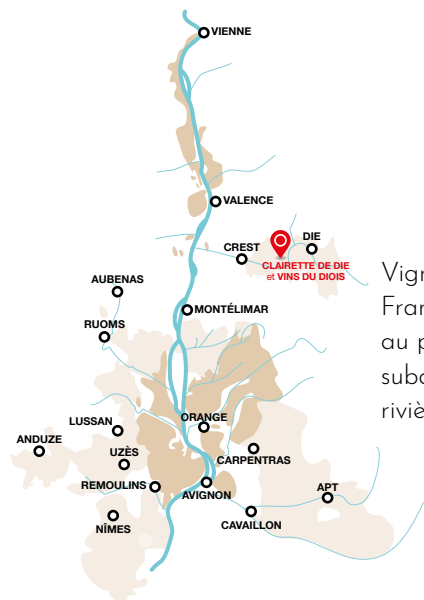 VIENNE
VALENCE
DIE
CREST
CLAIRETTE DE DIE
et VINS DU DIOIS
AUBENAS
MONTÉLIMAR
RUOMS
LUSSAN
ORANGE
ANDUZE
UZÈS
CARPENTRAS
REMOULINS
AVIGNON
APT
NÎMES
CAVAILLON
Vign
Fran
au p
suba
riviè